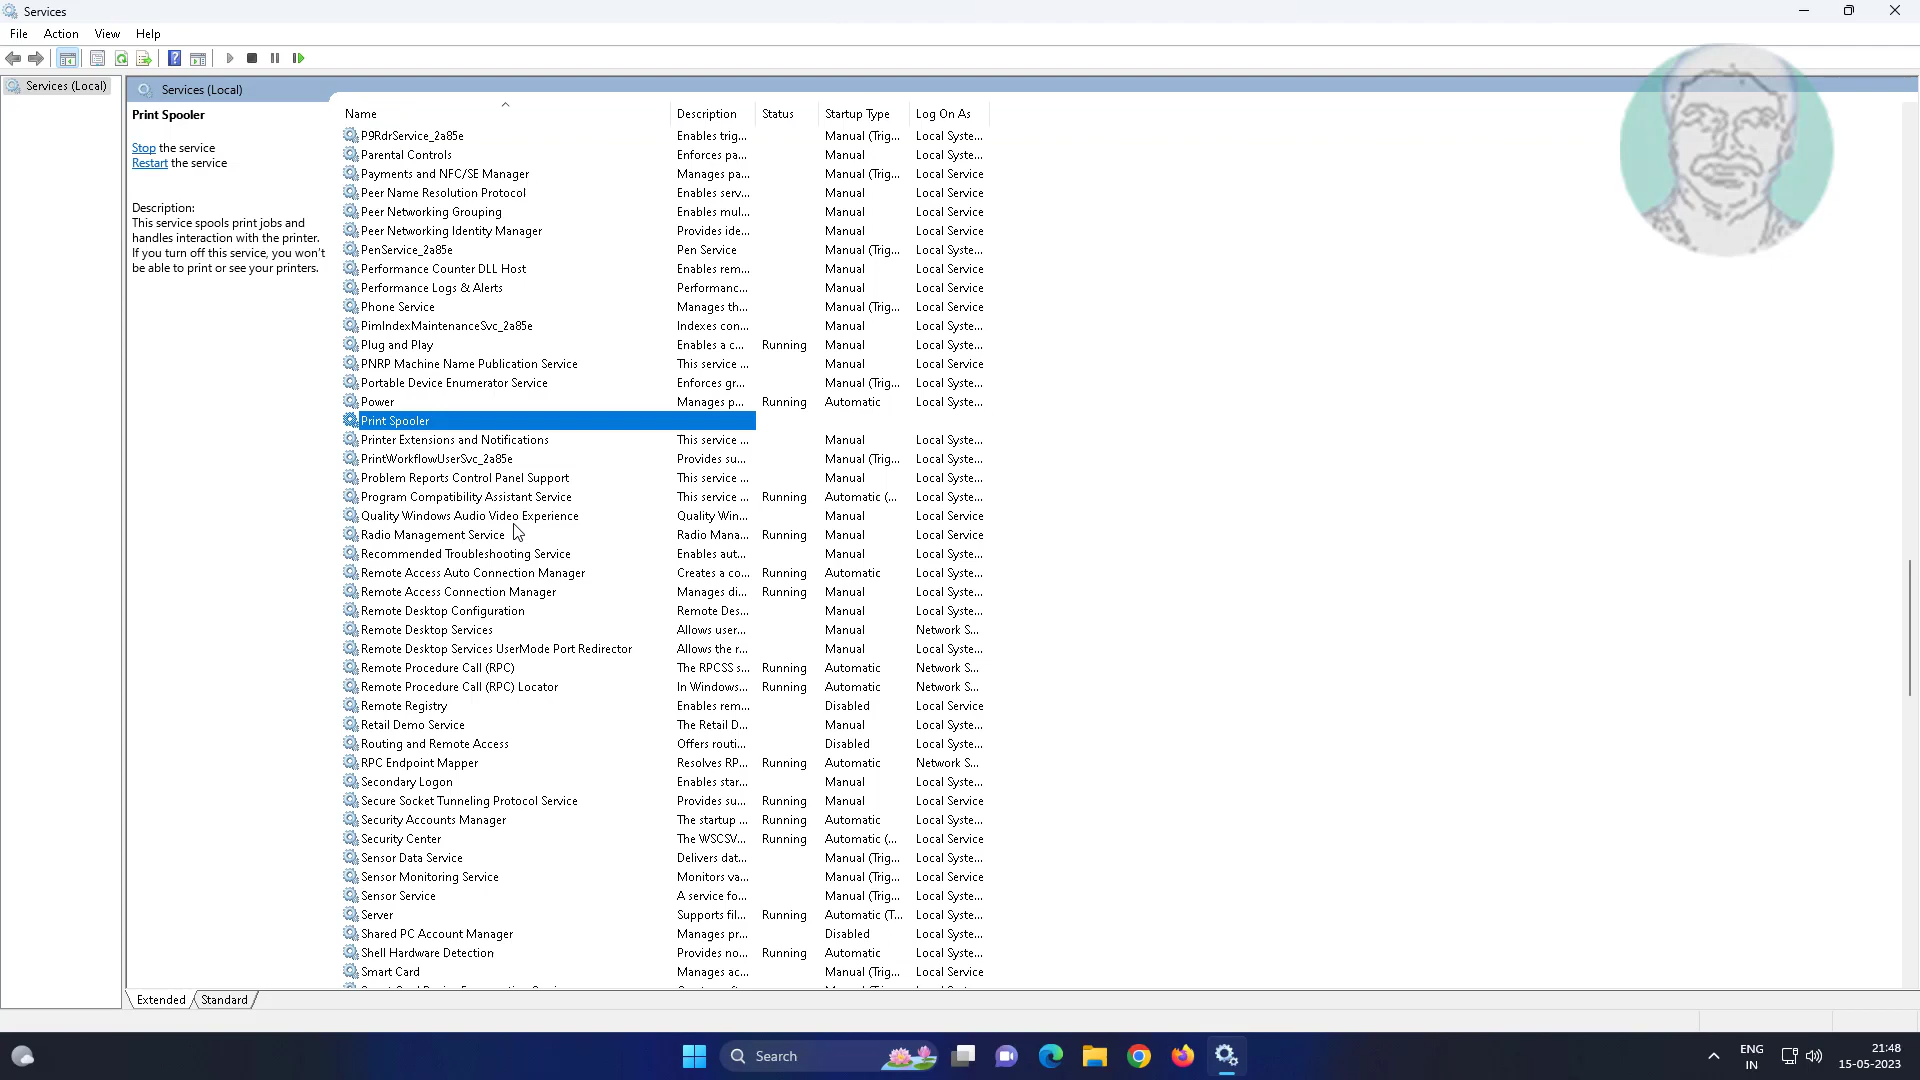 Services
File Action View Help
Services (Local)
Services (Local)
Print Spooler
Stop the service
Restart the service
Description:
This service spools print jobs and
handles interaction with the printer.
If you turn off this service, you won't
be able to print or see your printers.
Name Description Status Startup Type Log On As
P9RdrService_2a85e Enables trig... Manual (Trig... Local Syste...
Parental Controls Enforces pa... Manual Local Syste...
Payments and NFC/SE Manager Manages pa... Manual (Trig... Local Service
Peer Name Resolution Protocol Enables serv... Manual Local Service
Peer Networking Grouping Enables mul... Manual Local Service
Peer Networking Identity Manager Provides ide... Manual Local Service
PenService_2a85e Pen Service Manual (Trig... Local Syste...
Performance Counter DLL Host Enables rem... Manual Local Service
Performance Logs & Alerts Performanc... Manual Local Service
Phone Service Manages th... Manual (Trig... Local Service
PimIndexMaintenanceSvc_2a85e Indexes con... Manual Local Syste...
Plug and Play Enables a c... Running Manual Local Syste...
PNRP Machine Name Publication Service This service ... Manual Local Service
Portable Device Enumerator Service Enforces gr... Manual (Trig... Local Syste...
Power Manages p... Running Automatic Local Syste...
Print Spooler
Printer Extensions and Notifications This service ... Manual Local Syste...
PrintWorkflowUserSvc_2a85e Provides su... Manual (Trig... Local Syste...
Problem Reports Control Panel Support This service ... Manual Local Syste...
Program Compatibility Assistant Service This service ... Running Automatic (... Local Syste...
Quality Windows Audio Video Experience Quality Win... Manual Local Service
Radio Management Service Radio Mana... Running Manual Local Service
Recommended Troubleshooting Service Enables aut... Manual Local Syste...
Remote Access Auto Connection Manager Creates a co... Running Automatic Local Syste...
Remote Access Connection Manager Manages di... Running Manual Local Syste...
Remote Desktop Configuration Remote Des... Manual Local Syste...
Remote Desktop Services Allows user... Manual Network S...
Remote Desktop Services UserMode Port Redirector Allows the r... Manual Local Syste...
Remote Procedure Call (RPC) The RPCSS s... Running Automatic Network S...
Remote Procedure Call (RPC) Locator In Windows... Running Automatic Network S...
Remote Registry Enables rem... Disabled Local Service
Retail Demo Service The Retail D... Manual Local Syste...
Routing and Remote Access Offers routi... Disabled Local Syste...
RPC Endpoint Mapper Resolves RP... Running Automatic Network S...
Secondary Logon Enables star... Manual Local Syste...
Secure Socket Tunneling Protocol Service Provides su... Running Manual Local Service
Security Accounts Manager The startup ... Running Automatic Local Syste...
Security Center The WSCSV... Running Automatic (... Local Service
Sensor Data Service Delivers dat... Manual (Trig... Local Syste...
Sensor Monitoring Service Monitors va... Manual (Trig... Local Service
Sensor Service A service fo... Manual (Trig... Local Syste...
Server Supports fil... Running Automatic (T... Local Syste...
Shared PC Account Manager Manages pr... Disabled Local Syste...
Shell Hardware Detection Provides no... Running Automatic Local Syste...
Smart Card Manages ac... Manual (Trig... Local Service
Extended Standard
Search
ENG
IN
21:48
15-05-2023